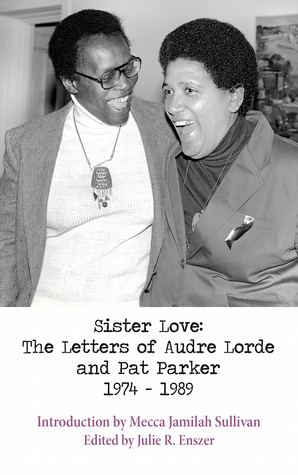 Sister Love:
The Letters of Audre Lorde
and Pat Parker
1974 - 1989
Introduction by Mecca Jamilah Sullivan
Edited by Julie R. Enszer